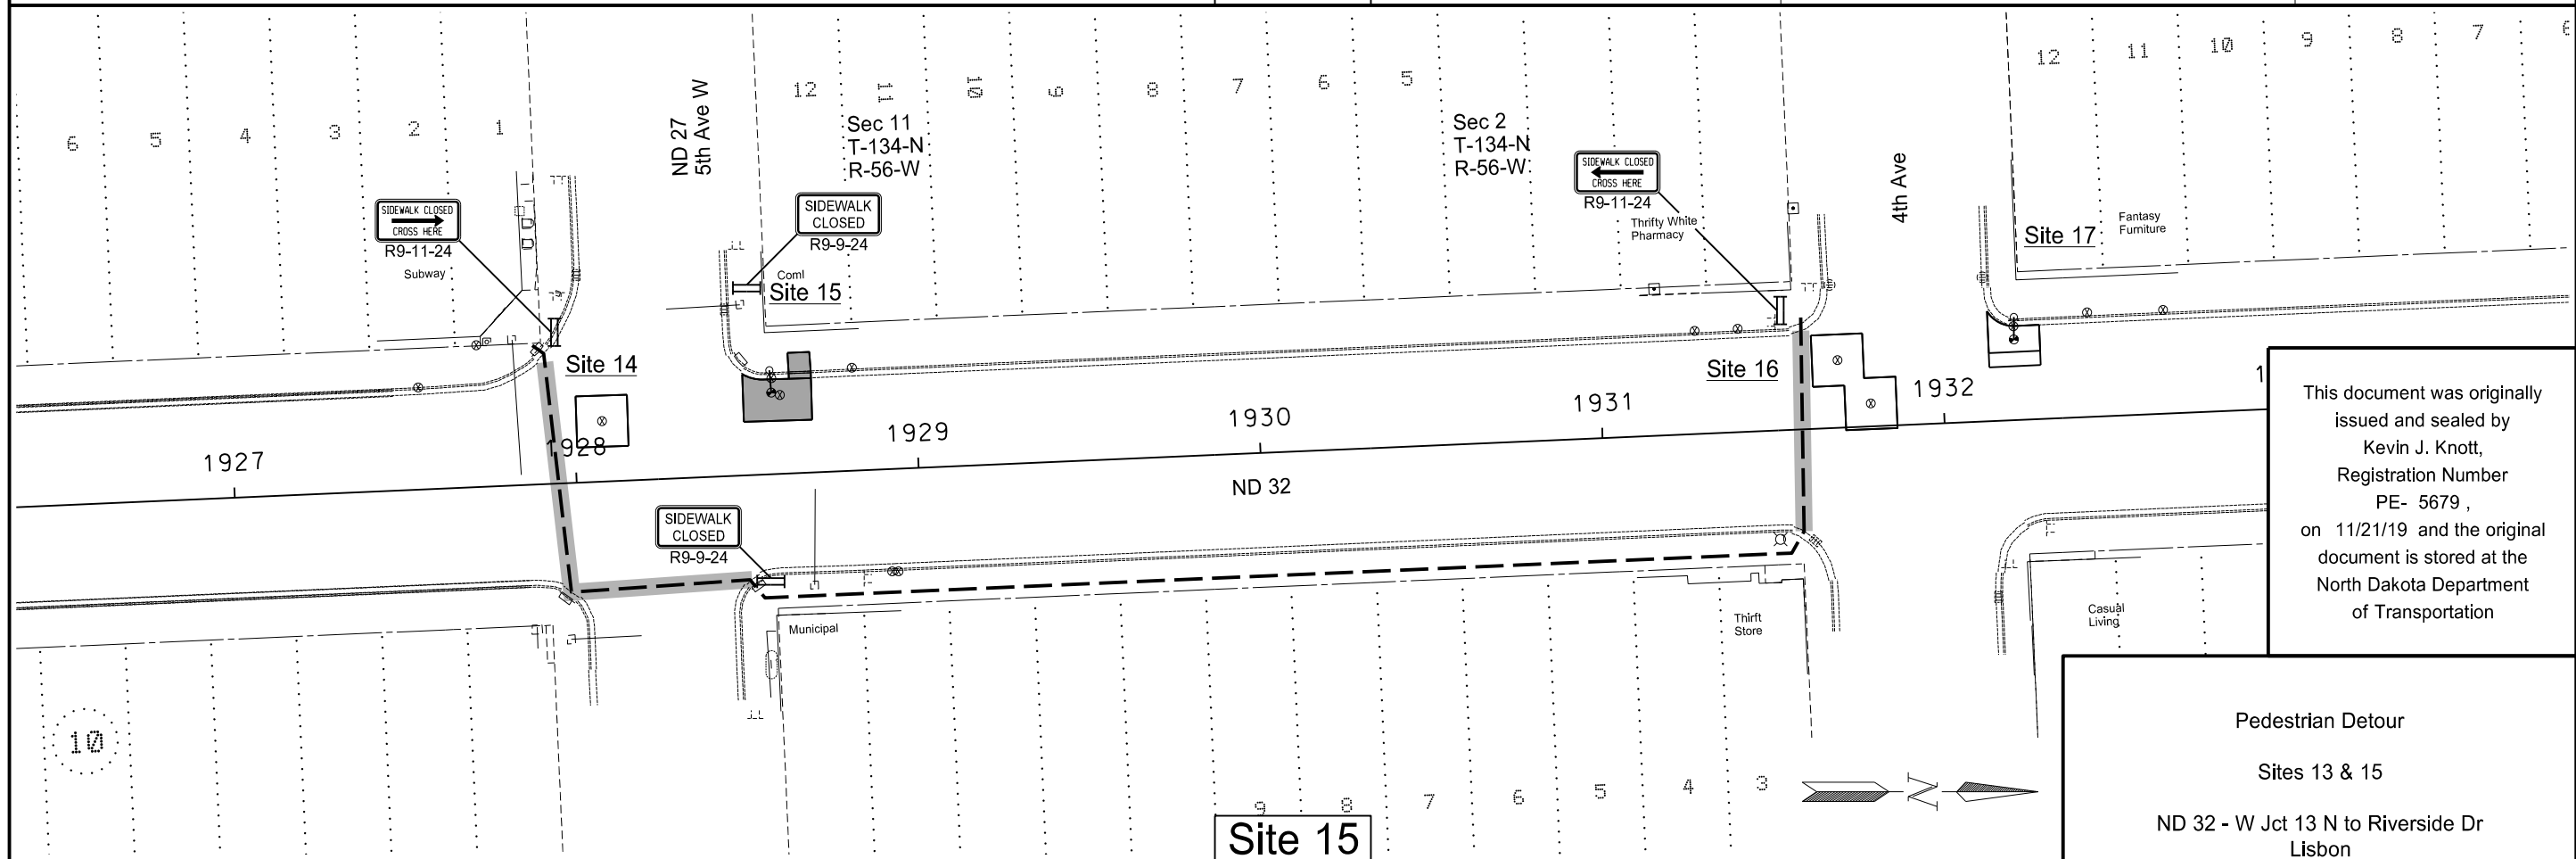 6
5
4
3
2
1
ND 27
5th Ave W
12
11
10
9
8
7
6
5
Sec 11
T-134-N
R-56-W
Sec 2
T-134-N
R-56-W
4th Ave
12
11
10
9
8
7
SIDEWALK CLOSED
CROSS HERE
R9-11-24
Subway
SIDEWALK
CLOSED
R9-9-24
Coml
Site 15
SIDEWALK CLOSED
CROSS HERE
R9-11-24
Thrifty White
Pharmacy
Site 17
Fantasy
Furniture
Site 14
Site 16
1927
1928
1929
1930
1931
1932
1
ND 32
SIDEWALK
CLOSED
R9-9-24
Municipal
Thirft
Store
Casual
Living
This document was originally
issued and sealed by
Kevin J. Knott,
Registration Number
PE- 5679 ,
on 11/21/19 and the original
document is stored at the
North Dakota Department
of Transportation
10
9
8
7
6
5
4
3
N
Site 15
Pedestrian Detour
Sites 13 & 15
ND 32 - W Jct 13 N to Riverside Dr
Lisbon